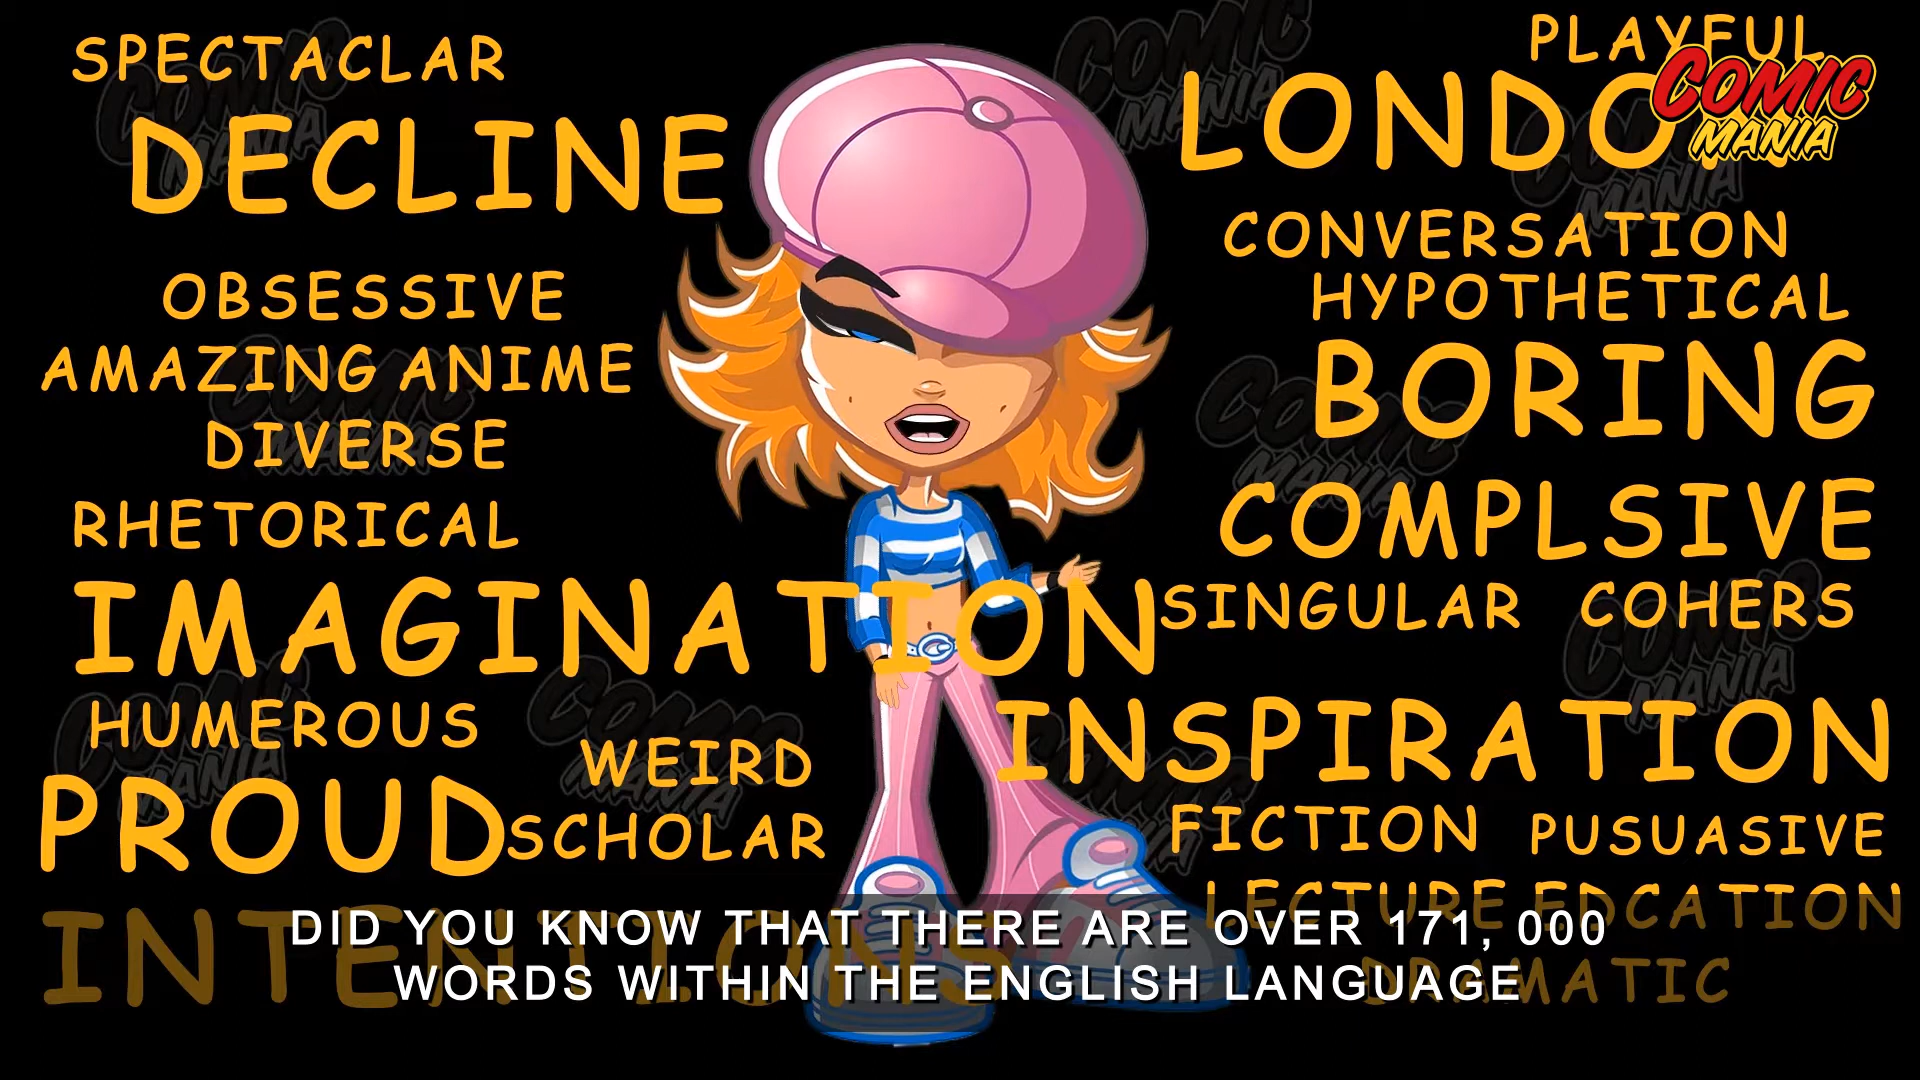 SPECTACLAR
DECLINE
OBSESSIVE
AMAZING ANIME
DIVERSE
RHETORICAL
IMAGINATION
HUMEROUS
WEIRD
PROUD
SCHOLAR
INTENTIONS
PLAYFUL
LONDON
COMIC
MANIA
CONVERSATION
HYPOTHETICAL
BORING
COMPLSIVE
SINGULAR COHERS
INSPIRATION
FICTION PUSUASIVE
LECTURE EDCATION
DRAMATIC
DID YOU KNOW THAT THERE ARE OVER 171, 000
WORDS WITHIN THE ENGLISH LANGUAGE